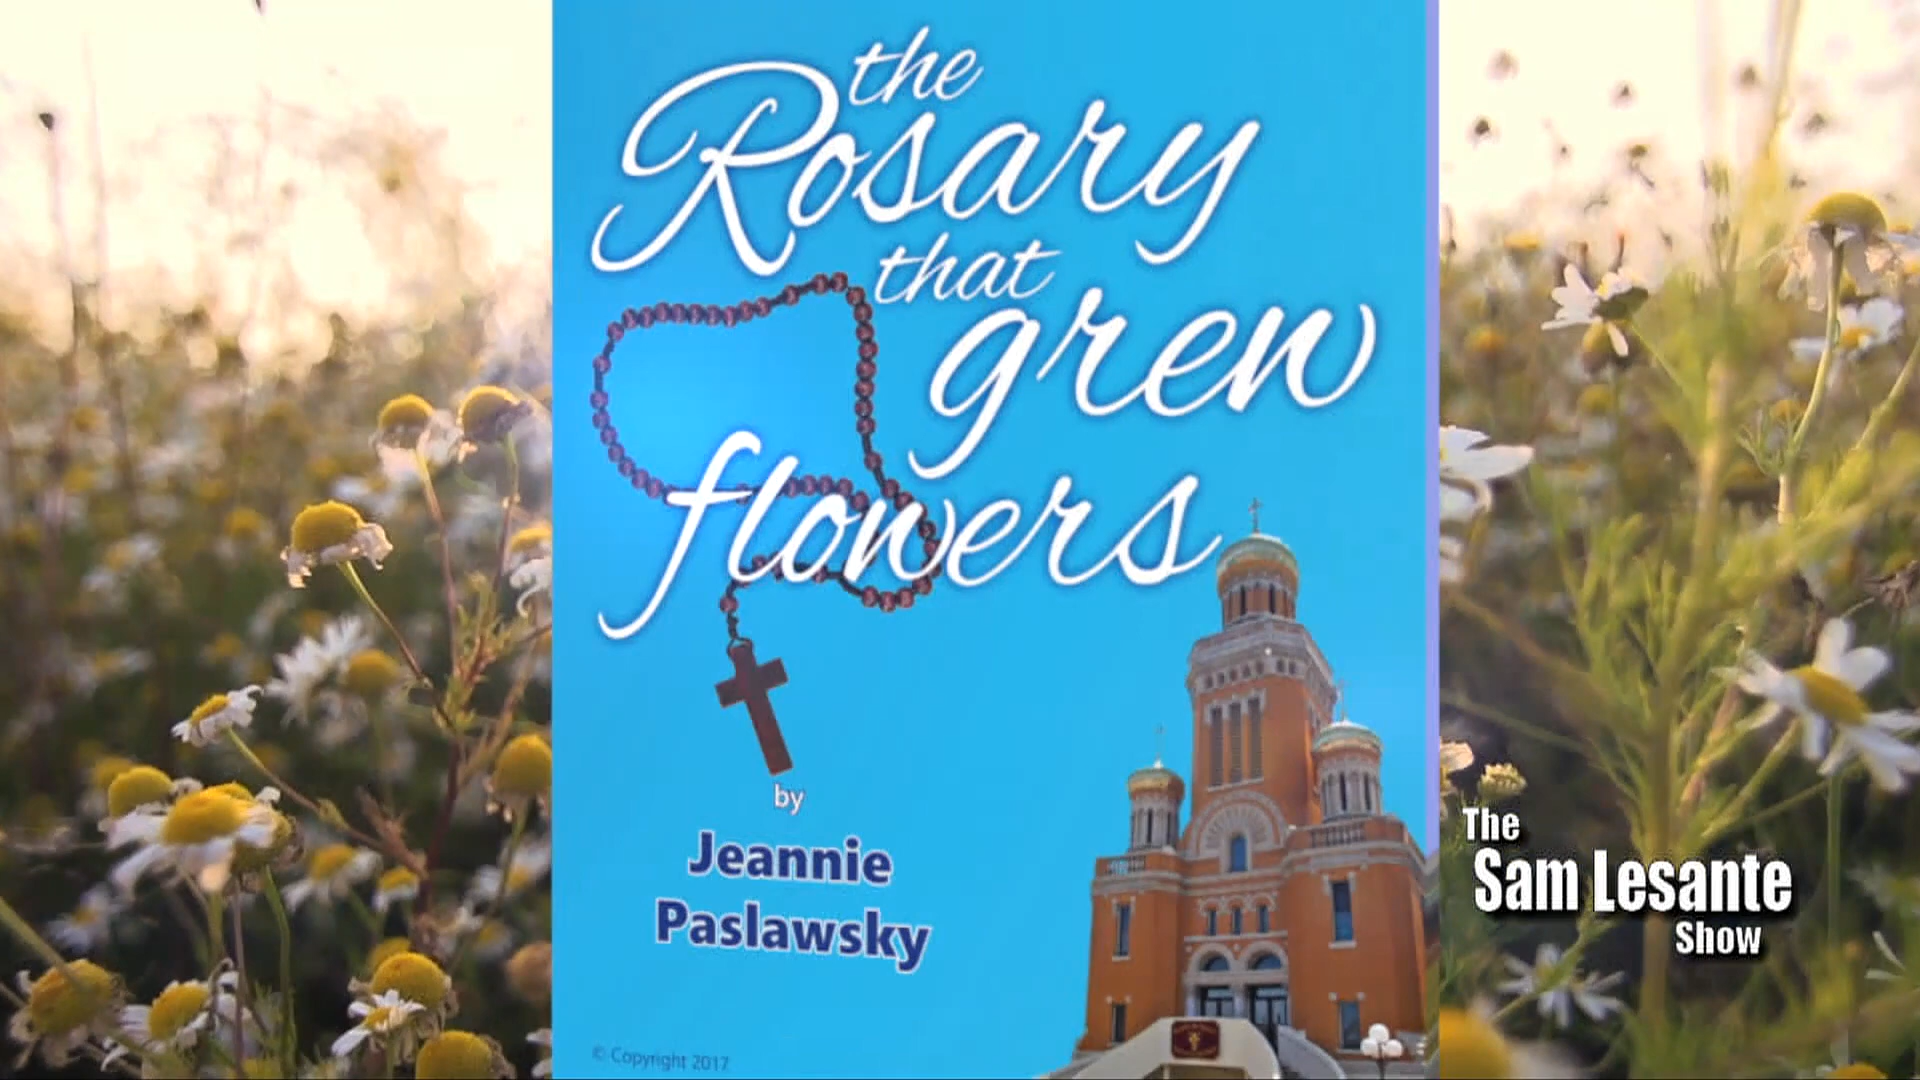 the
Rosary
that
grew
flowers
by
Jeannie
Paslawsky
© Copyright 2017
The
Sam Lesante
Show